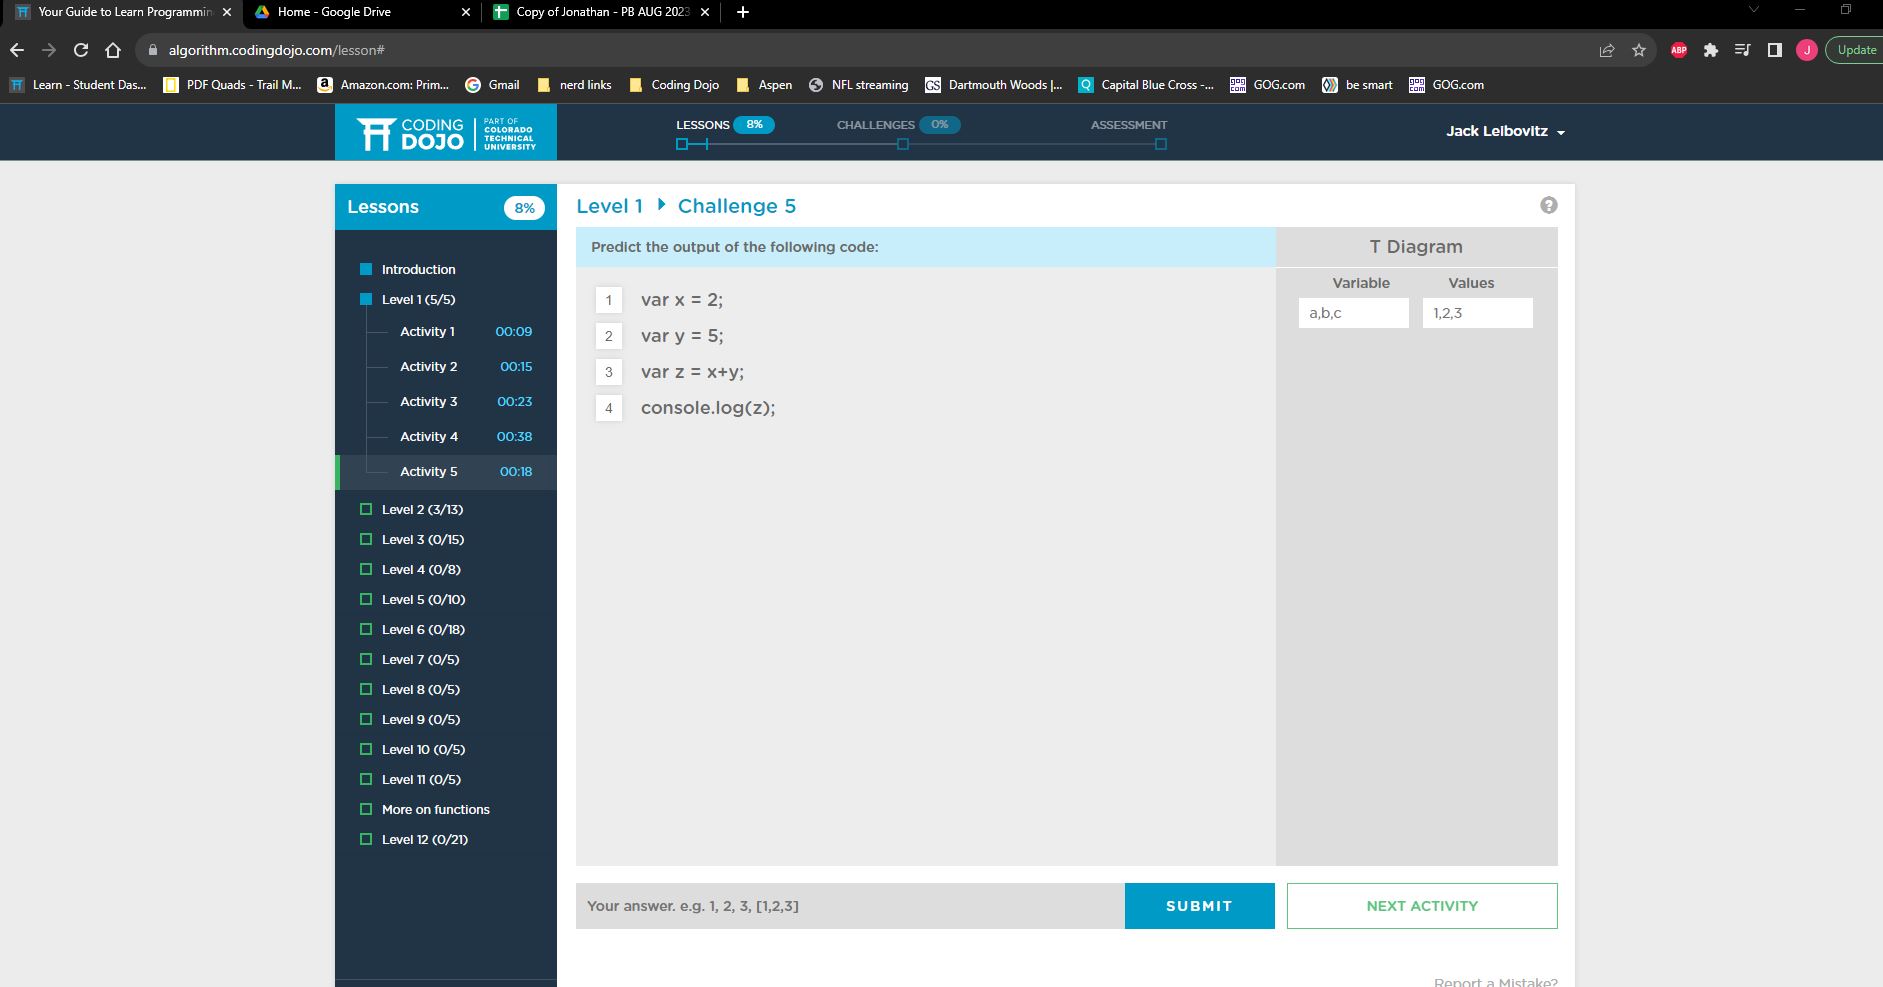 Your Guide to Learn Programmin
Home - Google Drive
Copy of Jonathan - PB AUG 2023
algorithm.codingdojo.com/lesson#
ABP
J
Update
Learn - Student Das...
PDF Quads - Trail M...
Amazon.com: Prim...
Gmail
nerd links
Coding Dojo
Aspen
NFL streaming
GS Dartmouth Woods |...
Capital Blue Cross -...
GOG.com
be smart
GOG.com
CODING DOJO
PART OF COLORADO TECHNICAL UNIVERSITY
LESSONS 8%
CHALLENGES 0%
ASSESSMENT
Jack Leibovitz
Lessons 8%
Introduction
Level 1 (5/5)
Activity 1 00:09
Activity 2 00:15
Activity 3 00:23
Activity 4 00:38
Activity 5 00:18
Level 2 (3/13)
Level 3 (0/15)
Level 4 (0/8)
Level 5 (0/10)
Level 6 (0/18)
Level 7 (0/5)
Level 8 (0/5)
Level 9 (0/5)
Level 10 (0/5)
Level 11 (0/5)
More on functions
Level 12 (0/21)
Level 1 Challenge 5
?
Predict the output of the following code:
1 var x = 2;
2 var y = 5;
3 var z = x+y;
4 console.log(z);
T Diagram
Variable Values
a,b,c 1,2,3
Your answer. e.g. 1, 2, 3, [1,2,3]
SUBMIT
NEXT ACTIVITY
Report a Mistake?